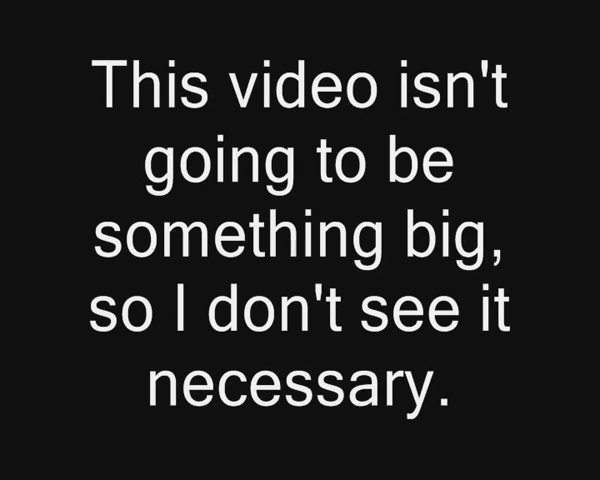 This video isn't
going to be
something big,
so I don't see it
necessary.